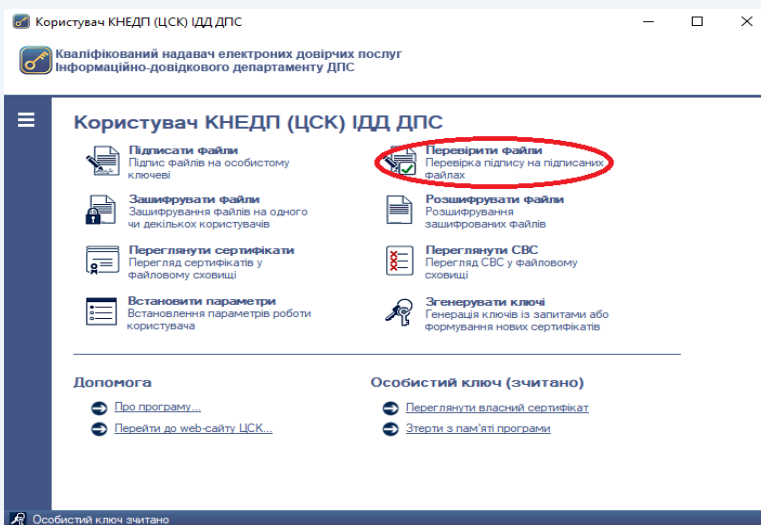 Користувач КНЕДП (ЦСК) ІДД ДПС
Кваліфікований надавач електроних довірчих послуг
Інформаційно-довідкового департаменту ДПС
Користувач КНЕДП (ЦСК) ІДД ДПС
Підписати файли
Підпис файлів на особистому
ключеві
Перевірити файли
Перевірка підпису на підписаних
файлах
Зашифрувати файли
Зашифрування файлів на одного
чи декількох користувачів
Розшифрувати файли
Розшифрування
зашифрованих файлів
Переглянути сертифікати
Перегляд сертифікатів у
файловому сховищі
Переглянути СВС
Перегляд СВС у файловому
сховищі
Встановити параметри
Встановлення параметрів роботи
користувача
Згенерувати ключі
Генерація ключів із запитами або
формування нових сертифікатів
Допомога
Про програму...
Перейти до web-сайту ЦСК...
Особистий ключ (зчитано)
Переглянути власний сертифікат
Зтерти з пам'яті програми
Особистий ключ зчитано